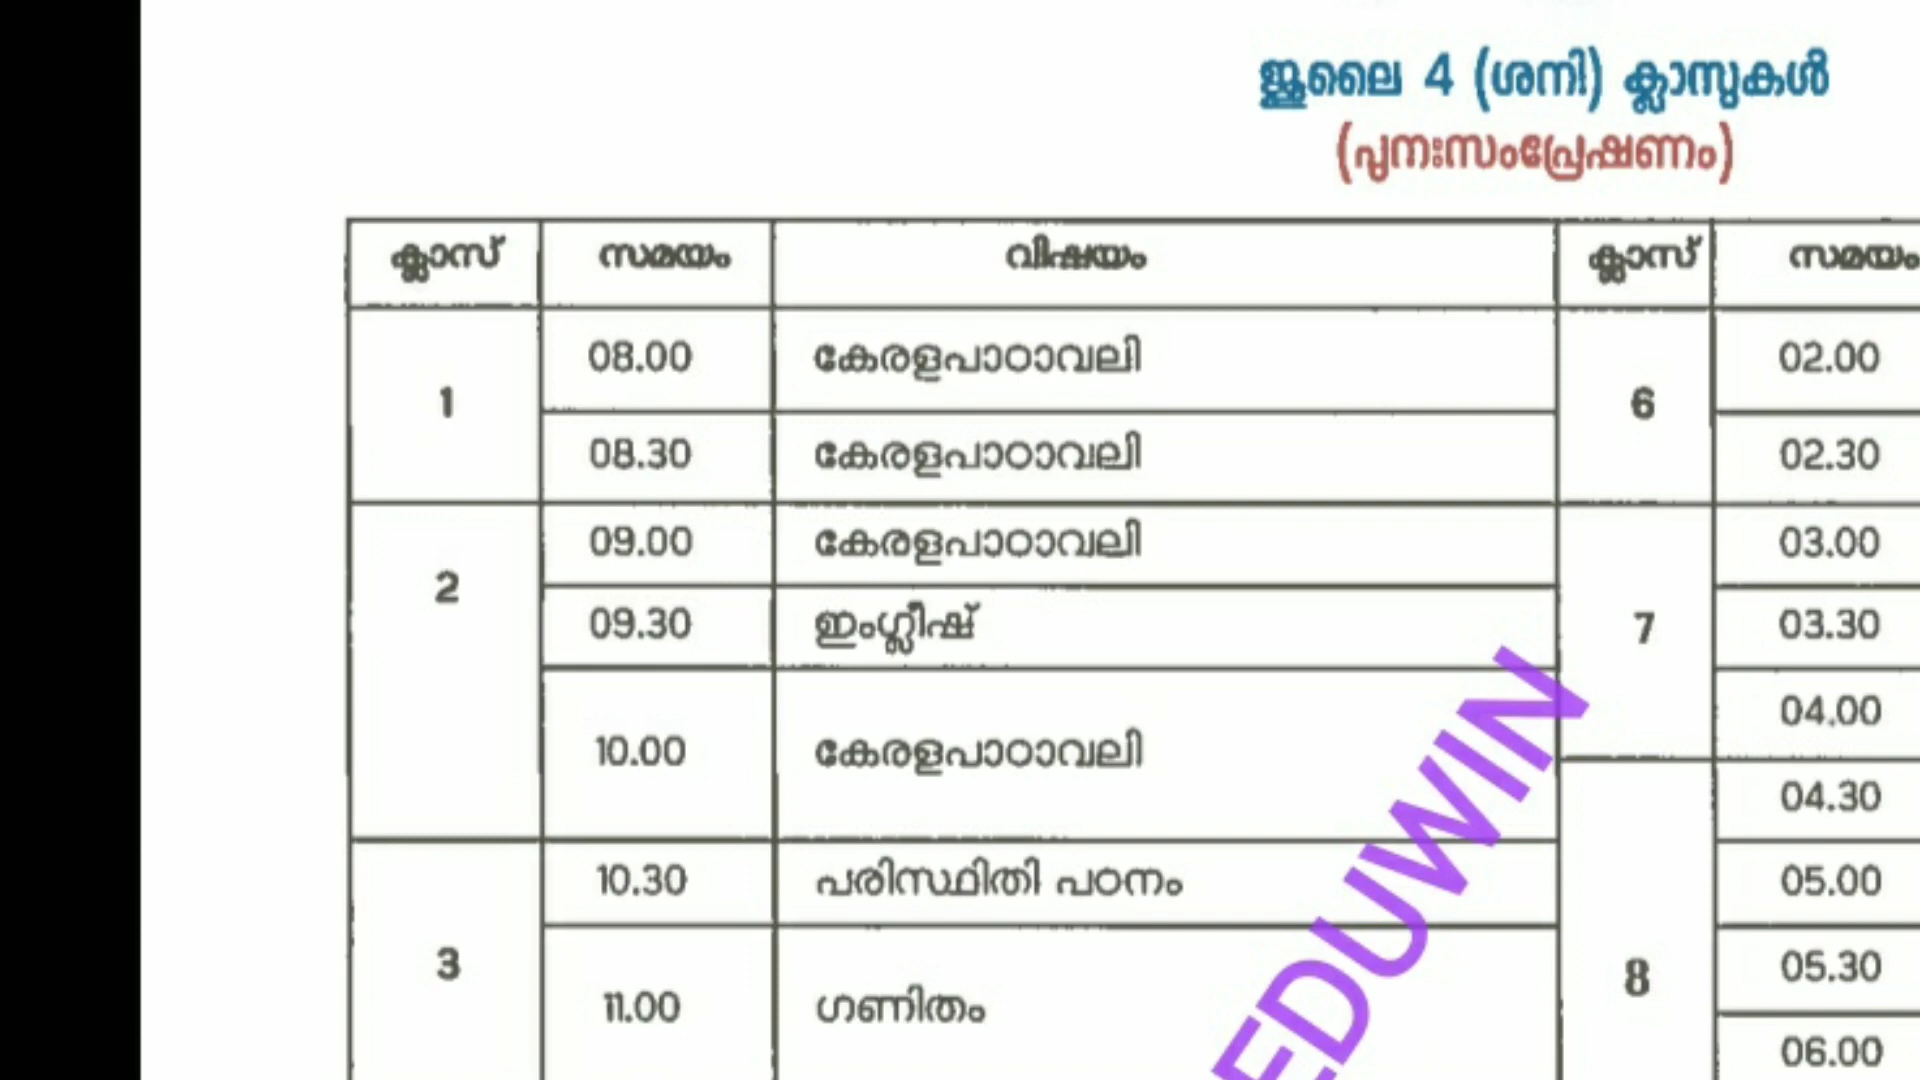 ജൂലൈ 4 (ശനി) ക്ലാസുകൾ
(പുനഃസംപ്രേഷണം)
ക്ലാസ് സമയം വിഷയം ക്ലാസ് സമയം
1 08.00 കേരളപാഠാവലി 6 02.00
08.30 കേരളപാഠാവലി 02.30
2 09.00 കേരളപാഠാവലി 7 03.00
09.30 ഇംഗ്ലീഷ് 03.30
10.00 കേരളപാഠാവലി 04.00
8 04.30
3 10.30 പരിസ്ഥിതി പഠനം 05.00
11.00 ഗണിതം 05.30
06.00
EDUWIN